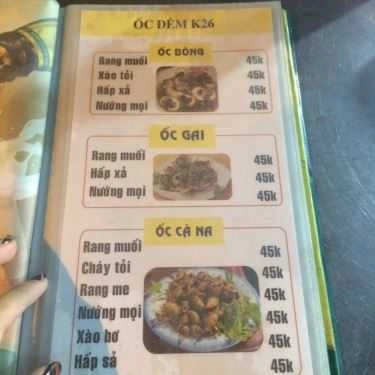 ỐC ĐÊM K26
ỐC BÔNG
Rang muối 45k
Xào tỏi 45k
Hấp xả 45k
Nướng mọi 45k
ỐC GAI
Rang muối 45k
Hấp xả 45k
Nướng mọi 45k
ỐC CÀ NA
Rang muối 45k
Cháy tỏi 45k
Rang me 45k
Nướng mọi 45k
Xào bơ 45k
Hấp sả 45k